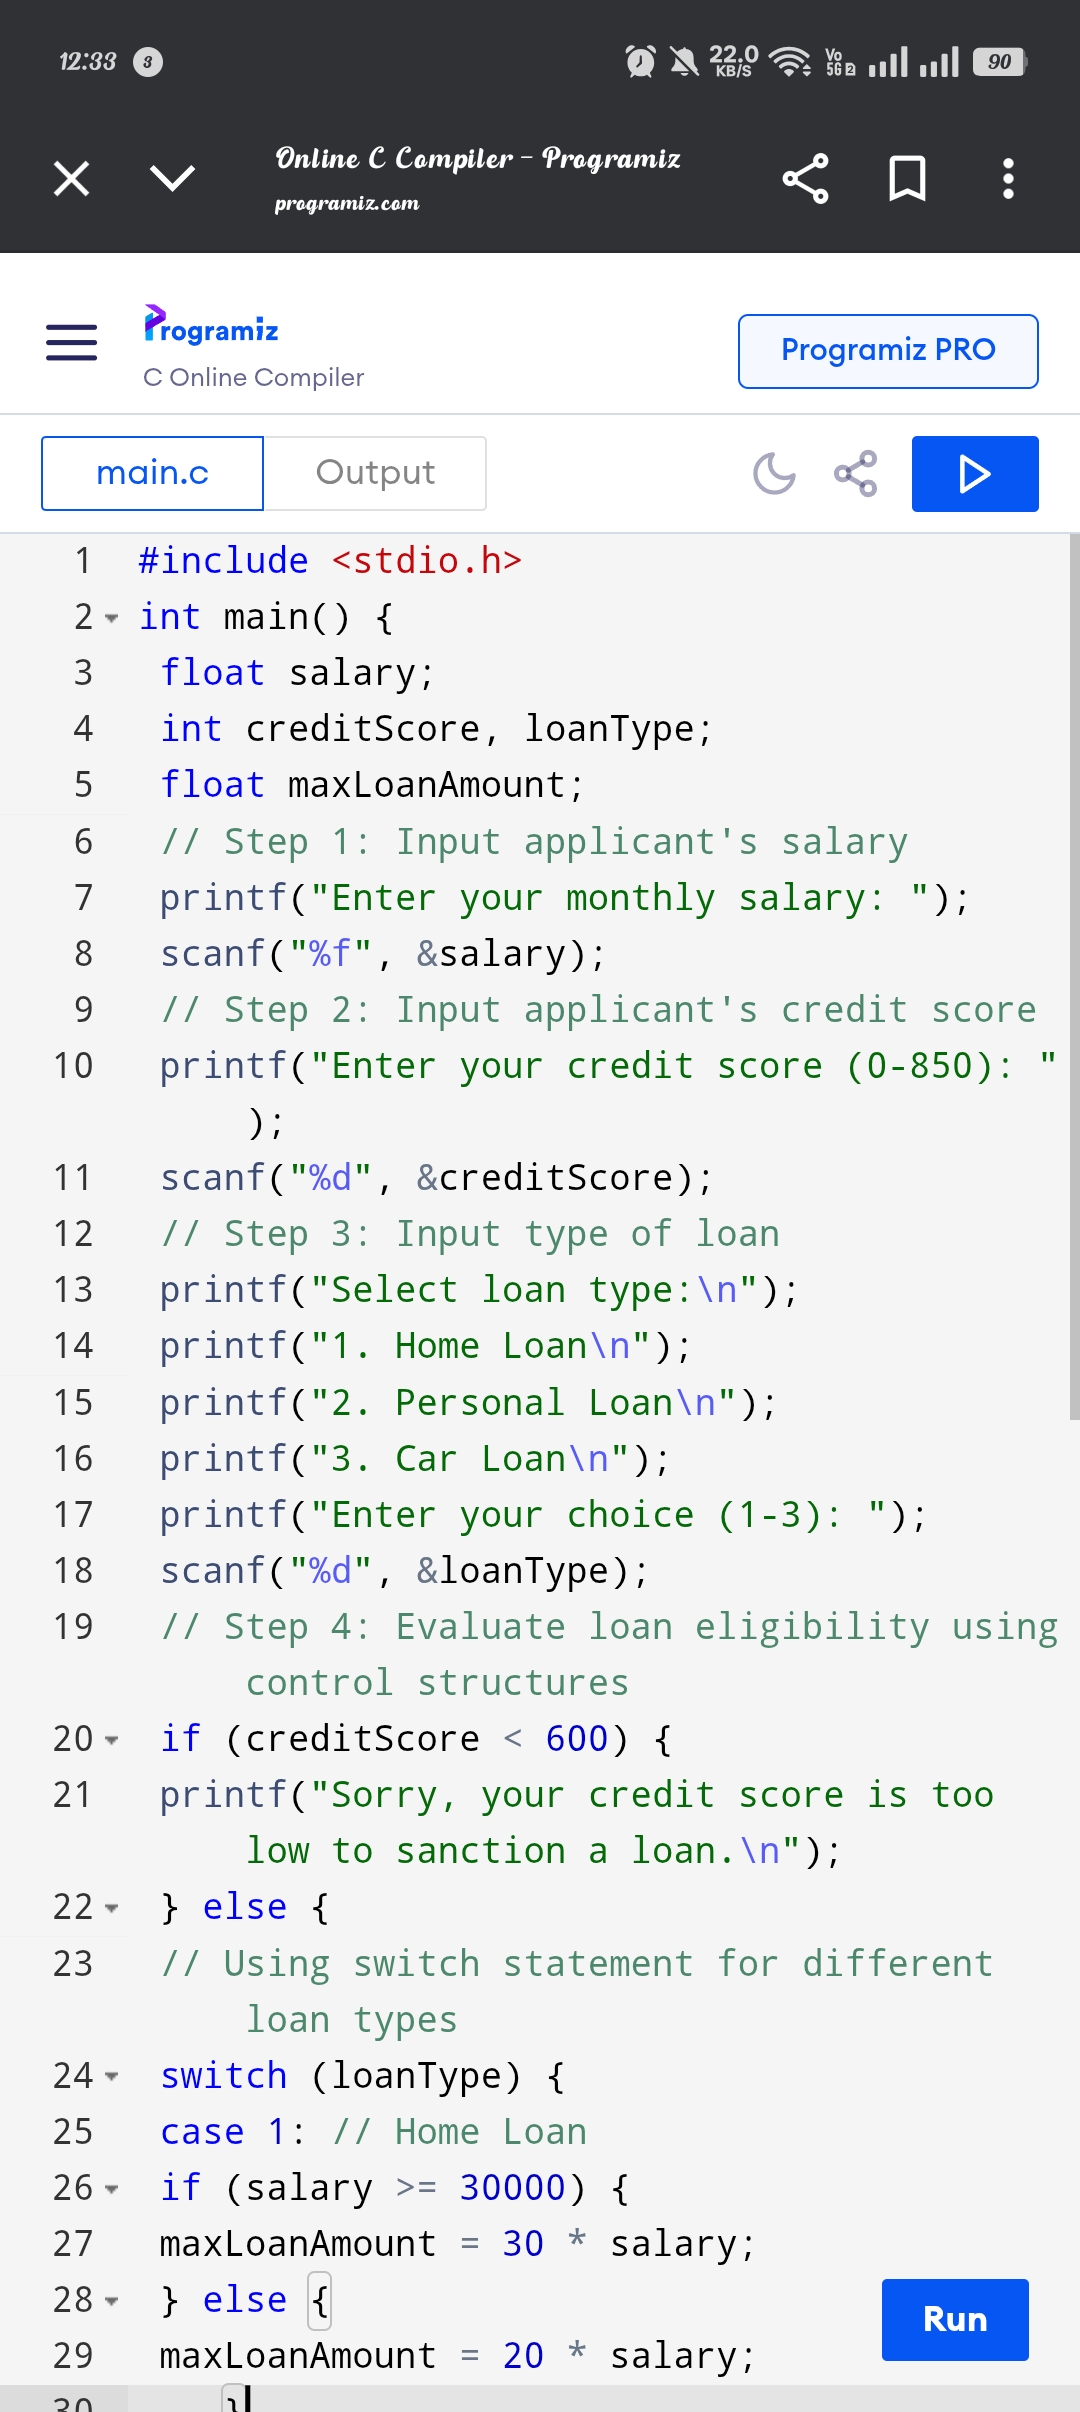 12:33 3 22.0 KB/S Vo 5G 2 90
Online C Compiler - Programiz
programiz.com
Programiz
C Online Compiler
Programiz PRO
main.c Output
1 #include <stdio.h>
2 int main() {
3 float salary;
4 int creditScore, loanType;
5 float maxLoanAmount;
6 // Step 1: Input applicant's salary
7 printf("Enter your monthly salary: ");
8 scanf("%f", &salary);
9 // Step 2: Input applicant's credit score
10 printf("Enter your credit score (0-850): "
);
11 scanf("%d", &creditScore);
12 // Step 3: Input type of loan
13 printf("Select loan type:\n");
14 printf("1. Home Loan\n");
15 printf("2. Personal Loan\n");
16 printf("3. Car Loan\n");
17 printf("Enter your choice (1-3): ");
18 scanf("%d", &loanType);
19 // Step 4: Evaluate loan eligibility using
control structures
20 if (creditScore < 600) {
21 printf("Sorry, your credit score is too
low to sanction a loan.\n");
22 } else {
23 // Using switch statement for different
loan types
24 switch (loanType) {
25 case 1: // Home Loan
26 if (salary >= 30000) {
27 maxLoanAmount = 30 * salary;
28 } else {
29 maxLoanAmount = 20 * salary;
30 }
Run